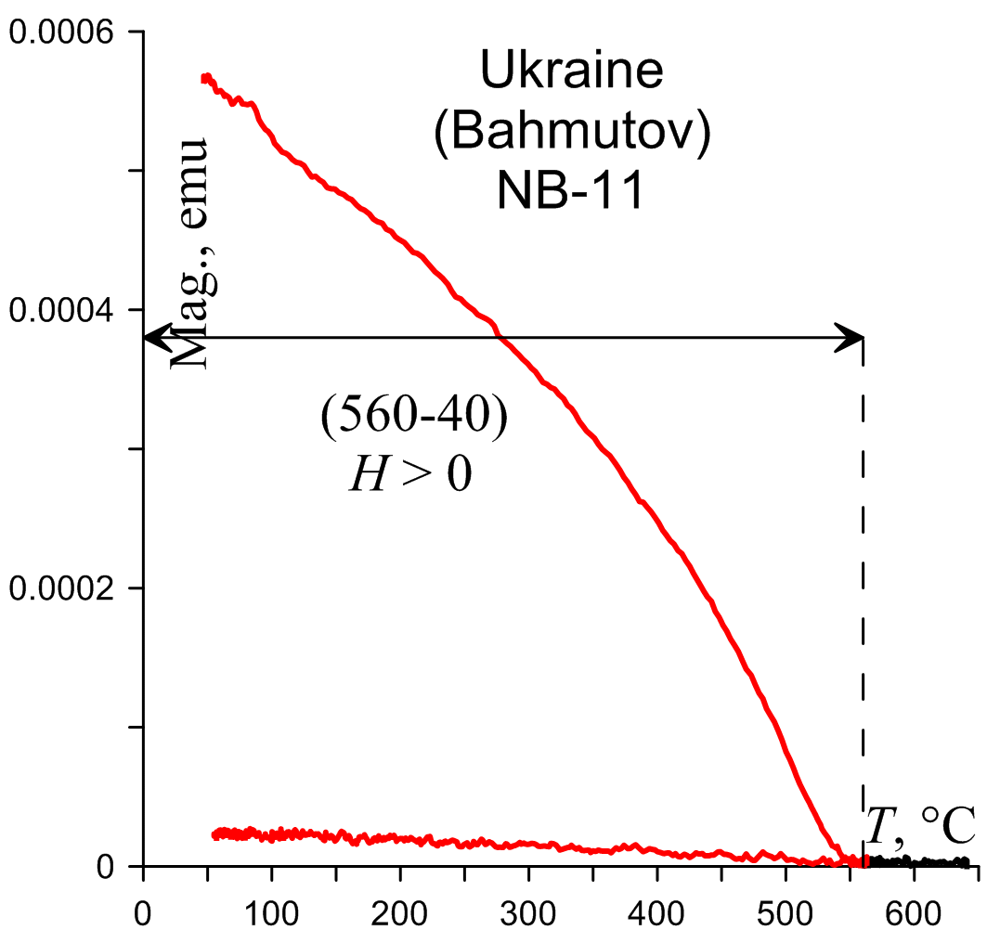 0.0006
Ukraine
(Bahmutov)
NB-11
Mag., emu
0.0004
(560-40)
H > 0
0.0002
T, °C
0
0 100 200 300 400 500 600